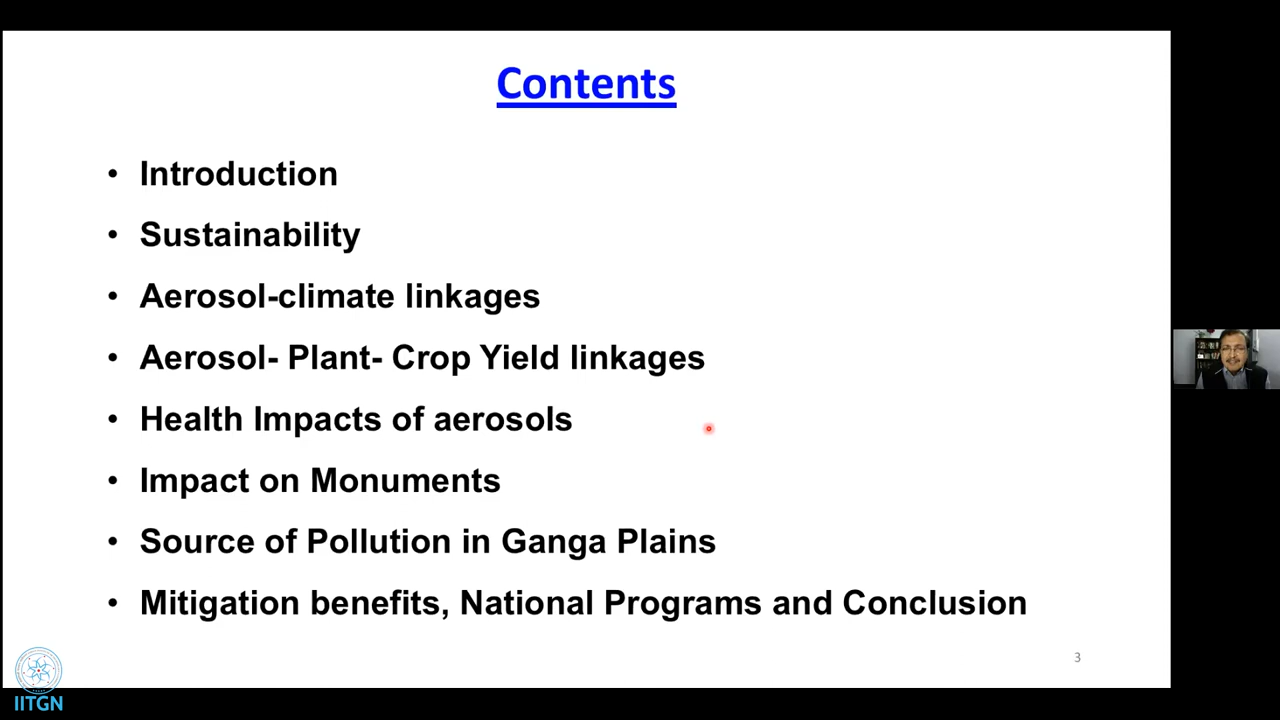 Contents
• Introduction
• Sustainability
• Aerosol-climate linkages
• Aerosol- Plant- Crop Yield linkages
• Health Impacts of aerosols
• Impact on Monuments
• Source of Pollution in Ganga Plains
• Mitigation benefits, National Programs and Conclusion
3
IITGN